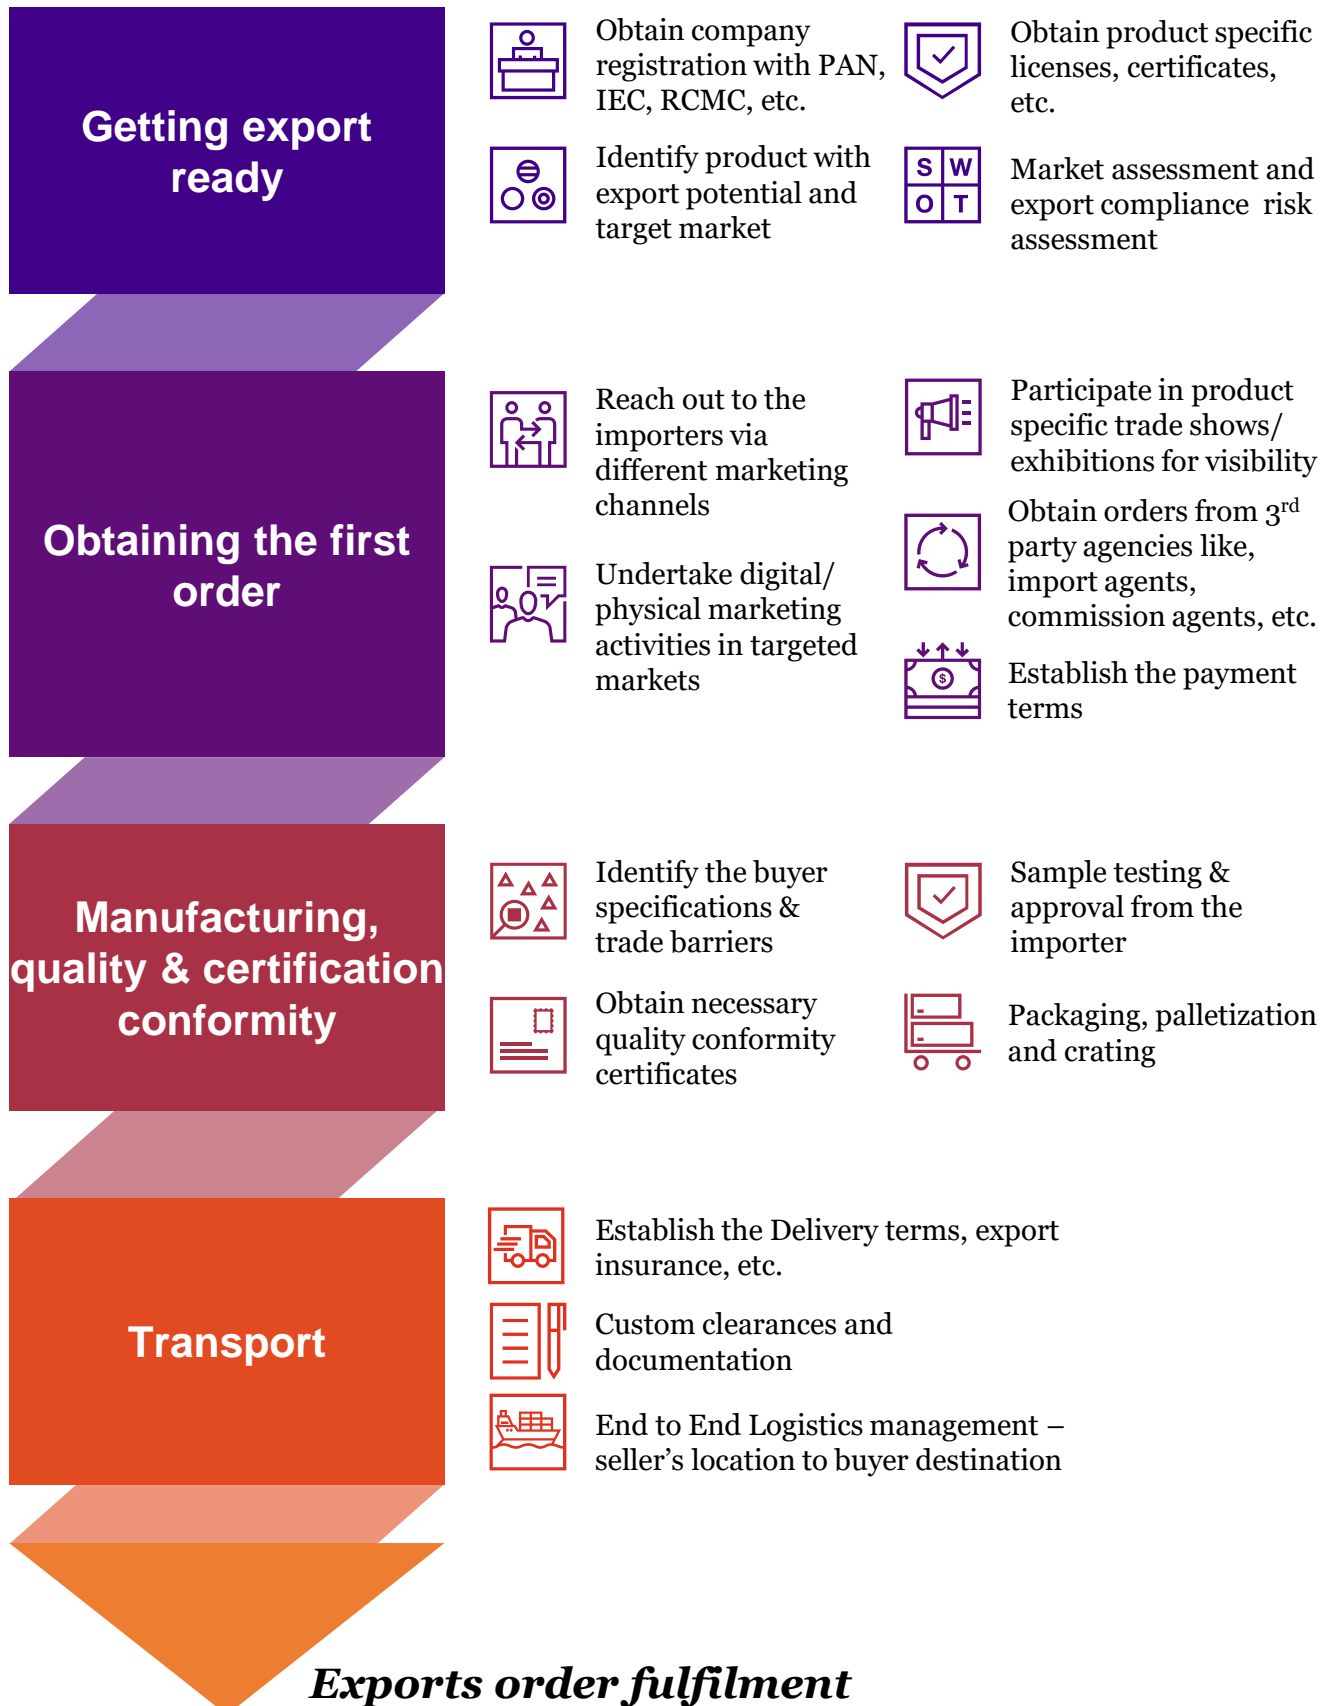 Getting export
ready
Obtain company
registration with PAN,
IEC, RCMC, etc.
Obtain product specific
licenses, certificates,
etc.
Identify product with
export potential and
target market
S W
O T
Market assessment and
export compliance risk
assessment
Obtaining the first
order
Reach out to the
importers via
different marketing
channels
Participate in product
specific trade shows/
exhibitions for visibility
Undertake digital/
physical marketing
activities in targeted
markets
Obtain orders from 3rd
party agencies like,
import agents,
commission agents, etc.
$
Establish the payment
terms
Manufacturing,
quality & certification
conformity
Identify the buyer
specifications &
trade barriers
Sample testing &
approval from the
importer
Obtain necessary
quality conformity
certificates
Packaging, palletization
and crating
Transport
Establish the Delivery terms, export
insurance, etc.
Custom clearances and
documentation
End to End Logistics management –
seller’s location to buyer destination
Exports order fulfilment